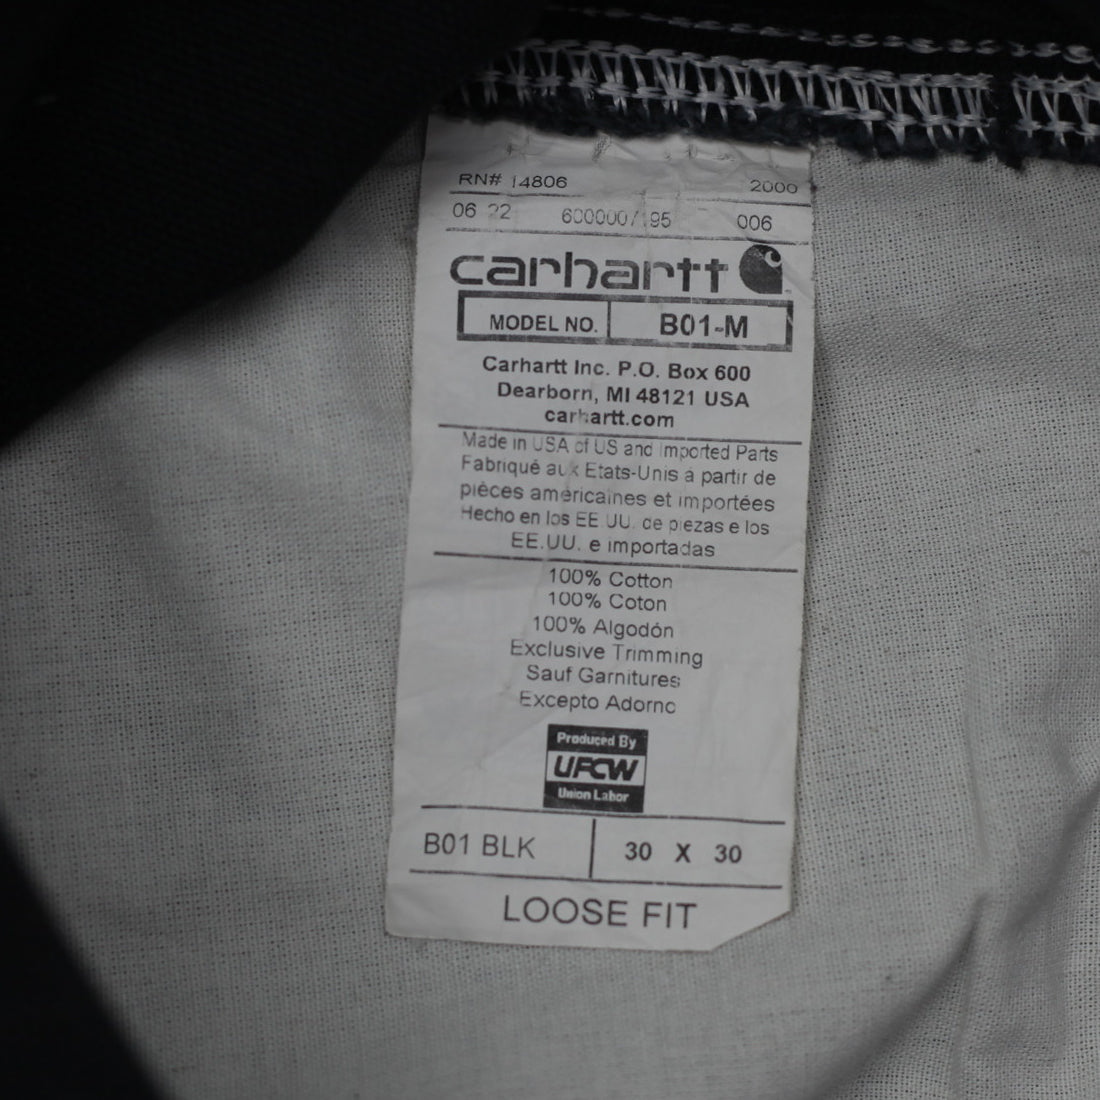 RN# 14806 2000
06 22 006
carhartt
MODEL NO. B01-M
Carhartt Inc. P.O. Box 600
Dearborn, MI 48121 USA
carhartt.com
Made in USA of US and Imported Parts
Fabriqué aux Etats-Unis à partir de
pièces américaines et importées
Hecho en los EE UU. de piezas e los
EE.UU. e importadas
100% Cotton
100% Coton
100% Algodón
Exclusive Trimming
Sauf Garnitures
Excepto Adorno
Produced By
UFCW
Union Labor
B01 BLK 30 X 30
LOOSE FIT